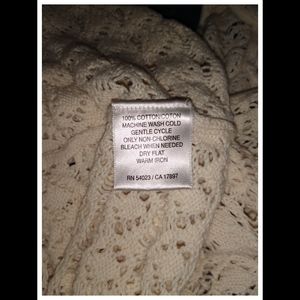 100% COTTON/COTON
MACHINE WASH COLD
GENTLE CYCLE
ONLY NON-CHLORINE
BLEACH WHEN NEEDED
DRY FLAT
WARM IRON
RN 54023 / CA 17897